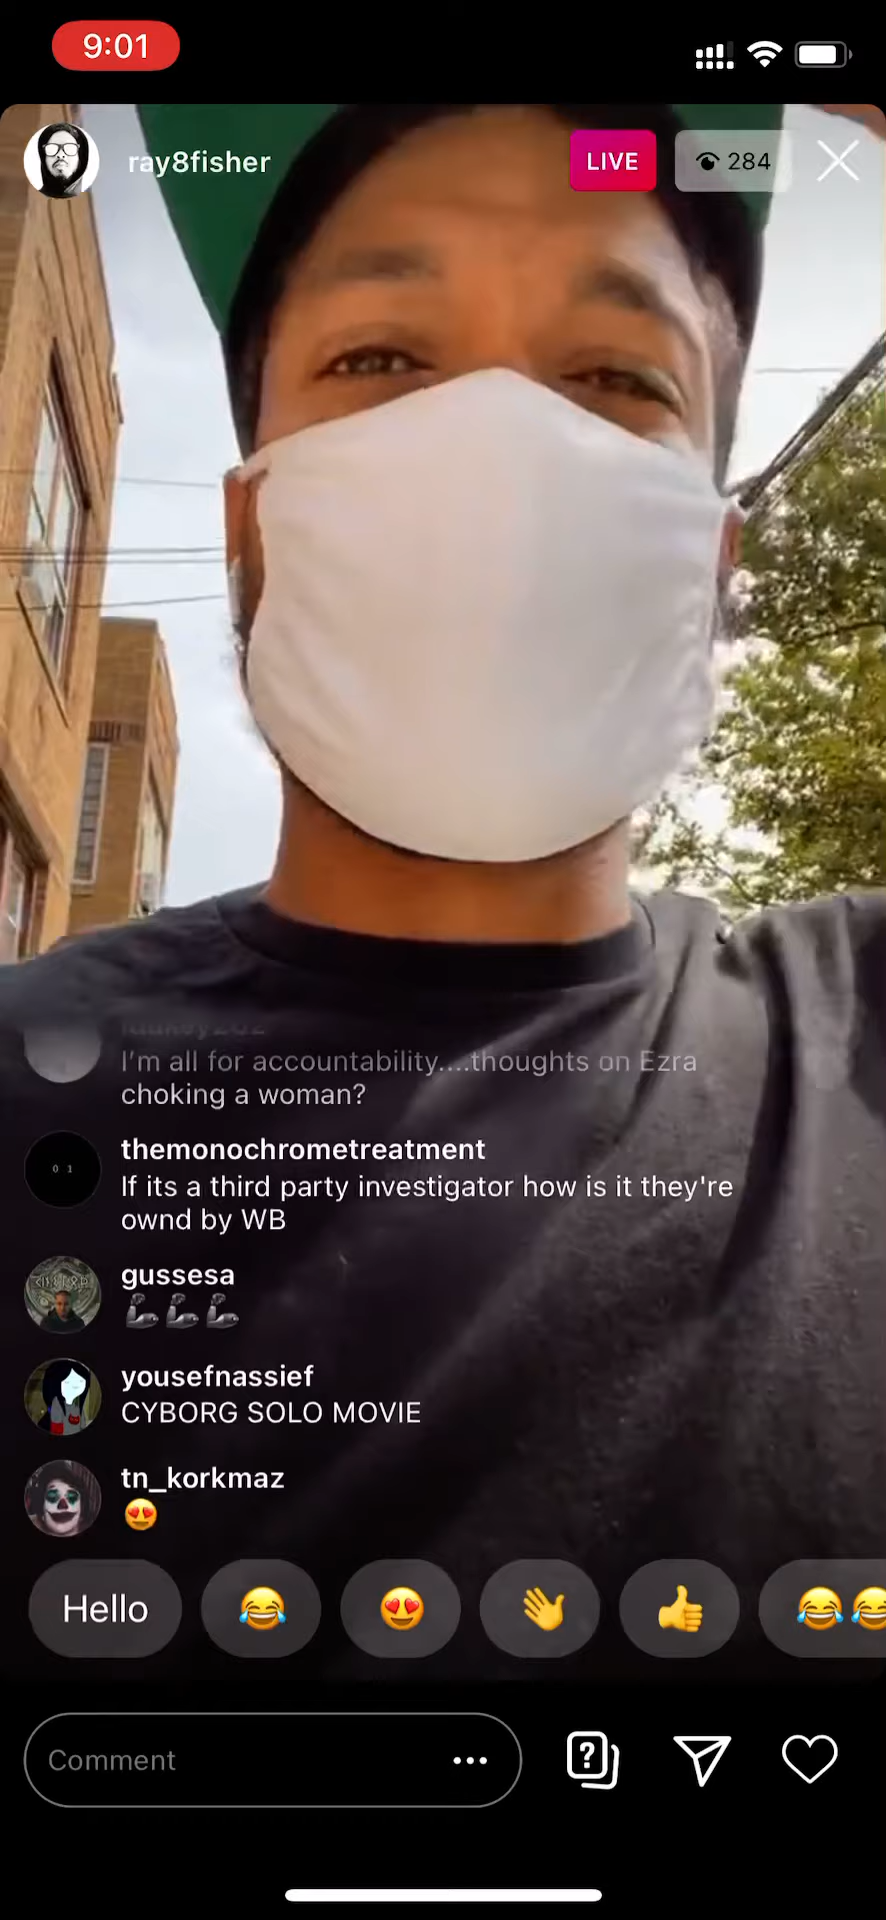 9:01
ray8fisher
LIVE
284
I'm all for accountability....thoughts on Ezra
choking a woman?
themonochrometreatment
If its a third party investigator how is it they're
ownd by WB
gussesa
🦾🦾🦾
yousefnassief
CYBORG SOLO MOVIE
tn_korkmaz
😍
Hello 😂 😍 👋 👍 😂😂
Comment